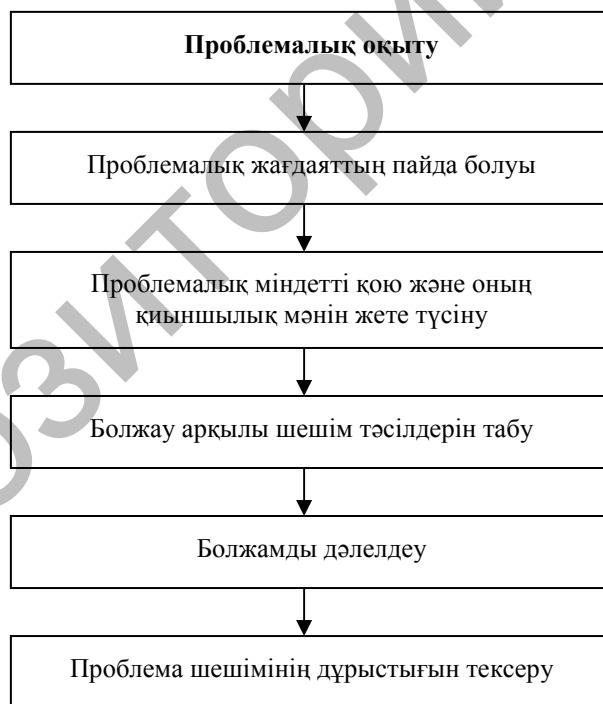 Проблемалық оқыту
Проблемалық жағдаяттың пайда болуы
Проблемалық міндетті қою және оның
қиыншылық мәнін жете түсіну
Болжау арқылы шешім тәсілдерін табу
Болжамды дәлелдеу
Проблема шешімінің дұрыстығын тексеру